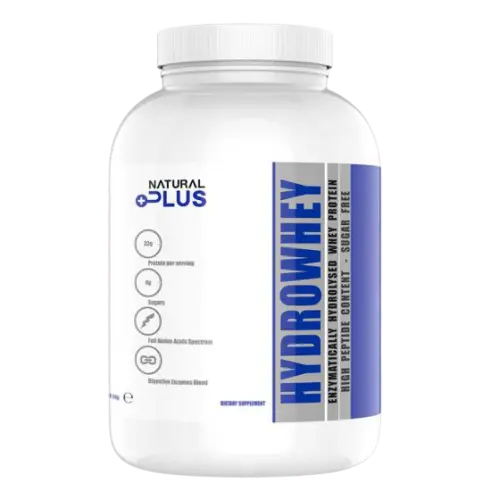 NATURAL
PLUS
Protein per serving
Sugars
Full Amino Acids Spectrum
Digestive Enzymes Blend
℮
DIETARY SUPPLEMENT
HYDROWHEY
ENZYMATICALLY HYDROLYSED WHEY PROTEIN
HIGH PEPTIDE CONTENT - SUGAR FREE